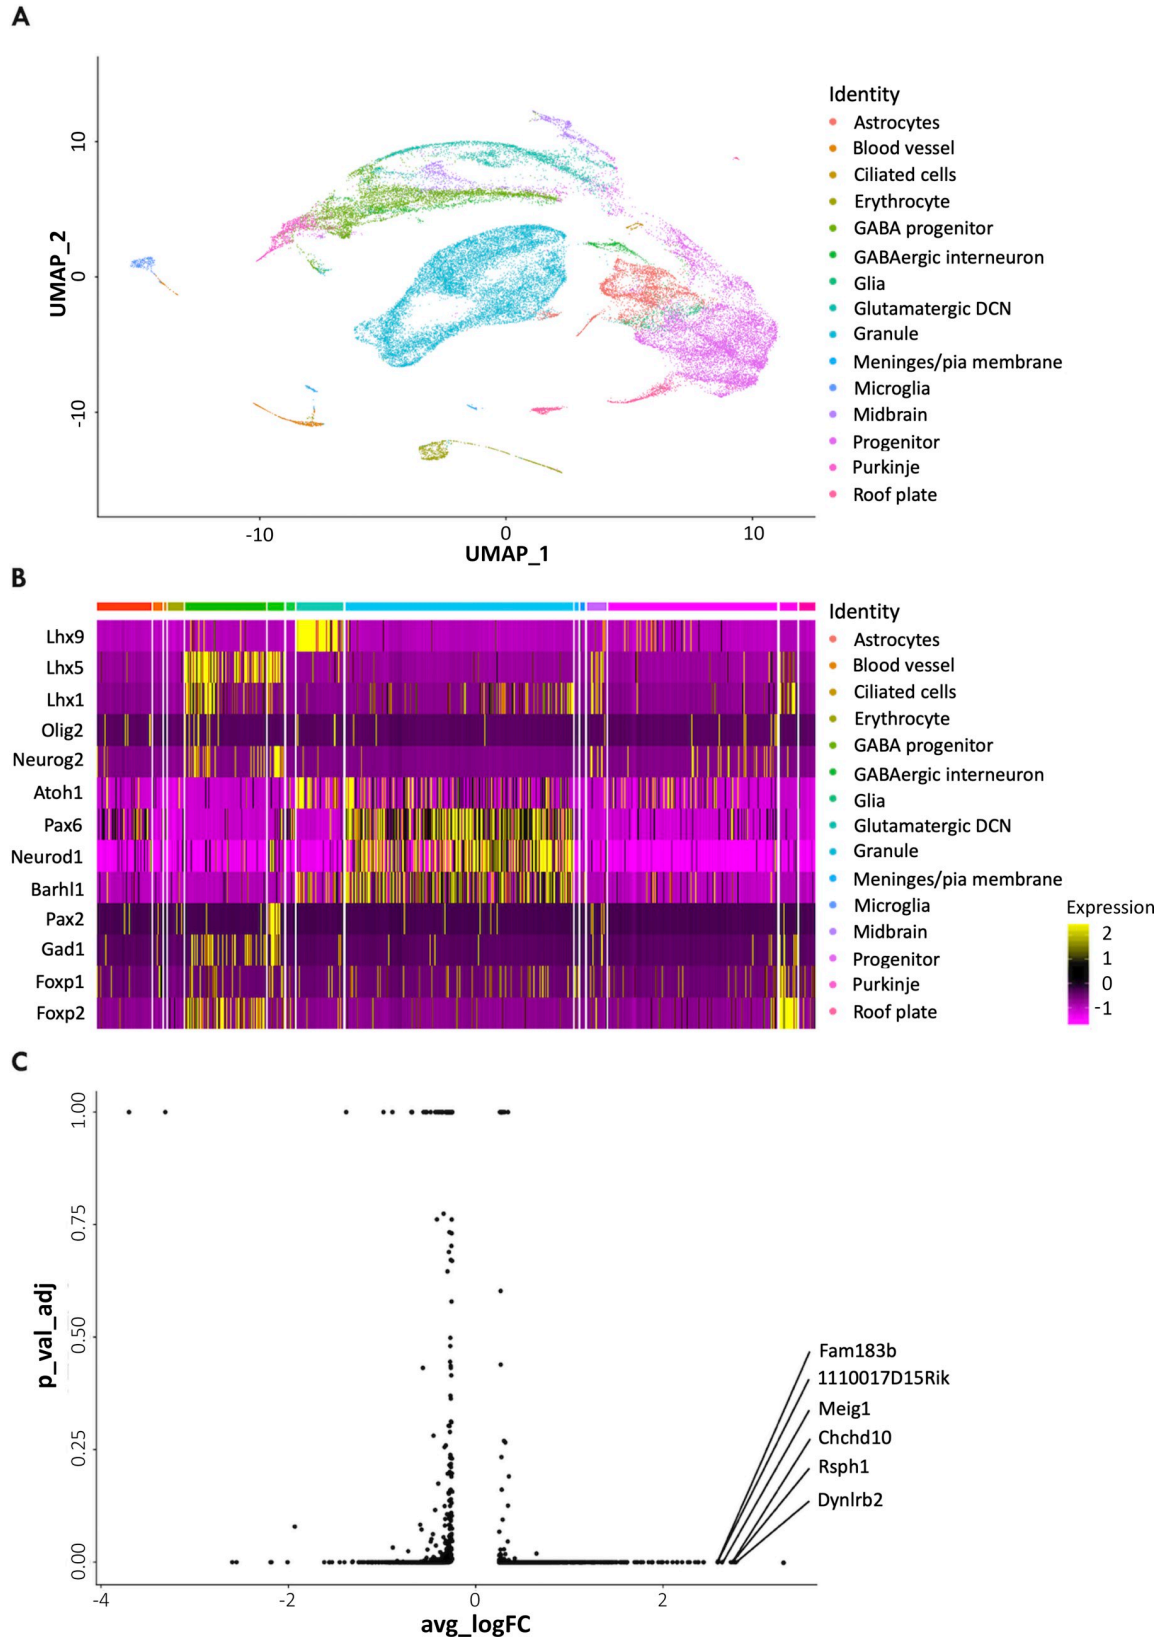 A
10
0
-10
UMAP_2
-10
0
10
UMAP_1
Identity
Astrocytes
Blood vessel
Ciliated cells
Erythrocyte
GABA progenitor
GABAergic interneuron
Glia
Glutamatergic DCN
Granule
Meninges/pia membrane
Microglia
Midbrain
Progenitor
Purkinje
Roof plate
B
Lhx9
Lhx5
Lhx1
Olig2
Neurog2
Atoh1
Pax6
Neurod1
Barhl1
Pax2
Gad1
Foxp1
Foxp2
Identity
Astrocytes
Blood vessel
Ciliated cells
Erythrocyte
GABA progenitor
GABAergic interneuron
Glia
Glutamatergic DCN
Granule
Meninges/pia membrane
Microglia
Midbrain
Progenitor
Purkinje
Roof plate
Expression
2
1
0
-1
C
1.00
0.75
0.50
0.25
0.00
p_val_adj
Fam183b
1110017D15Rik
Meig1
Chchd10
Rsph1
Dynlrb2
-4
-2
0
2
avg_logFC